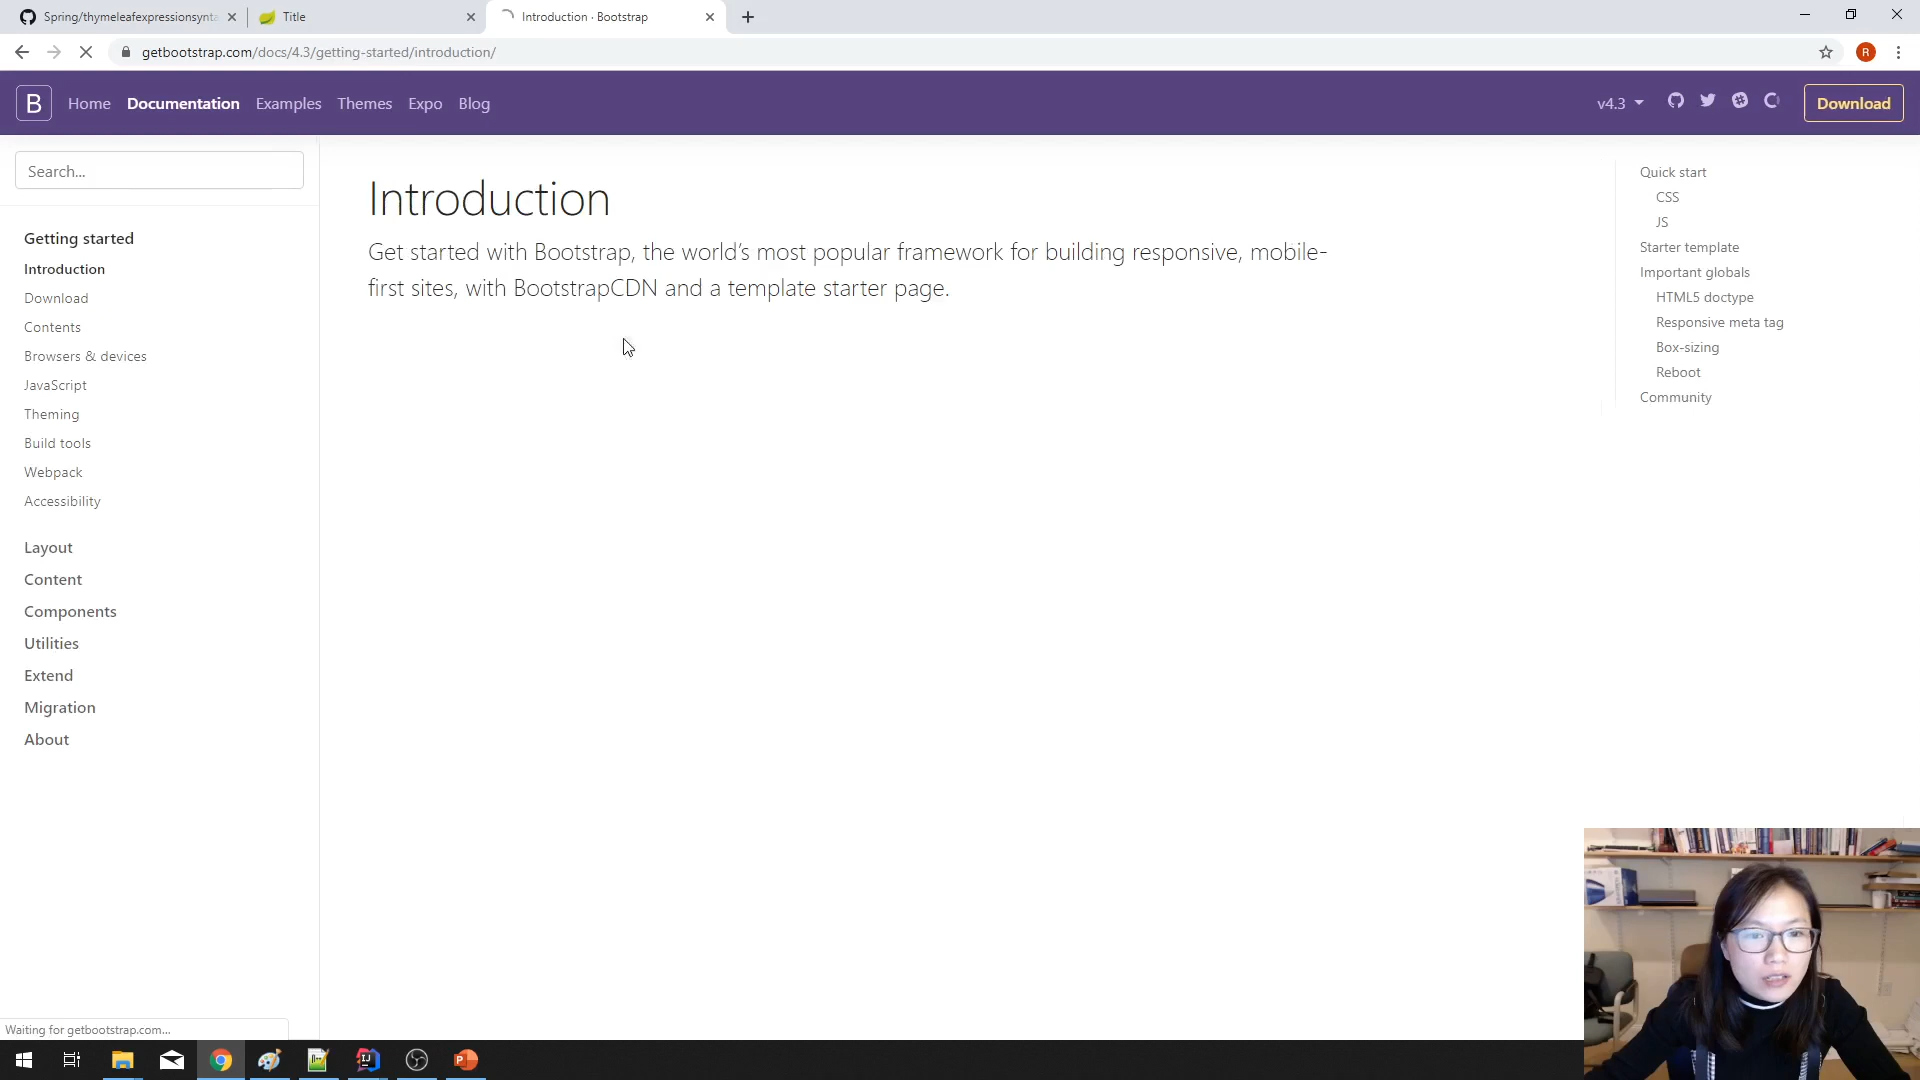 Spring/thymeleafexpressionsynta
Title
Introduction · Bootstrap
getbootstrap.com/docs/4.3/getting-started/introduction/
R
B
Home
Documentation
Examples
Themes
Expo
Blog
v4.3
Download
Search...
Getting started
Introduction
Download
Contents
Browsers & devices
JavaScript
Theming
Build tools
Webpack
Accessibility
Layout
Content
Components
Utilities
Extend
Migration
About
Introduction
Get started with Bootstrap, the world’s most popular framework for building responsive, mobile-
first sites, with BootstrapCDN and a template starter page.
Quick start
CSS
JS
Starter template
Important globals
HTML5 doctype
Responsive meta tag
Box-sizing
Reboot
Community
Waiting for getbootstrap.com...